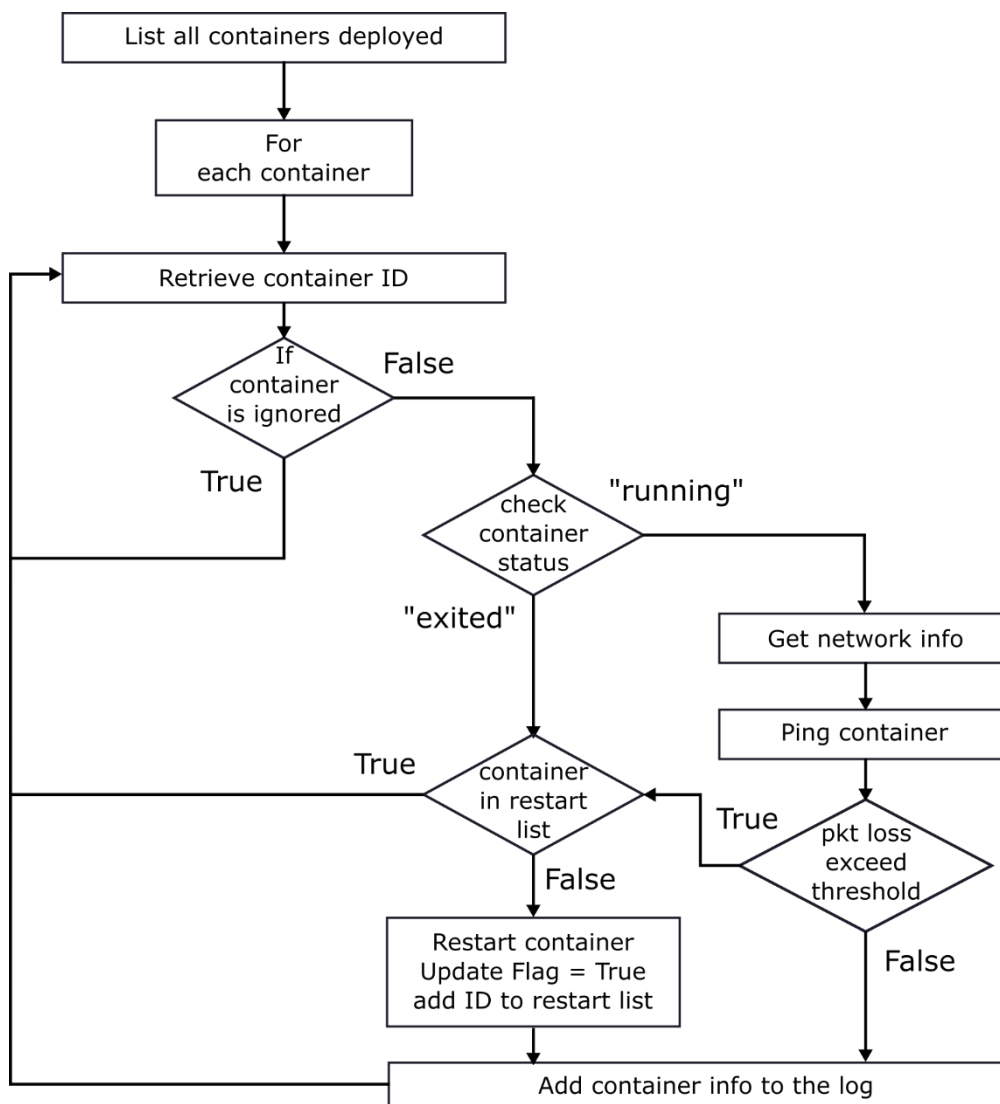 List all containers deployed
For
each container
Retrieve container ID
If
container
is ignored
False
True
check
container
status
"running"
"exited"
Get network info
Ping container
pkt loss
exceed
threshold
True
False
container
in restart
list
True
False
Restart container
Update Flag = True
add ID to restart list
Add container info to the log